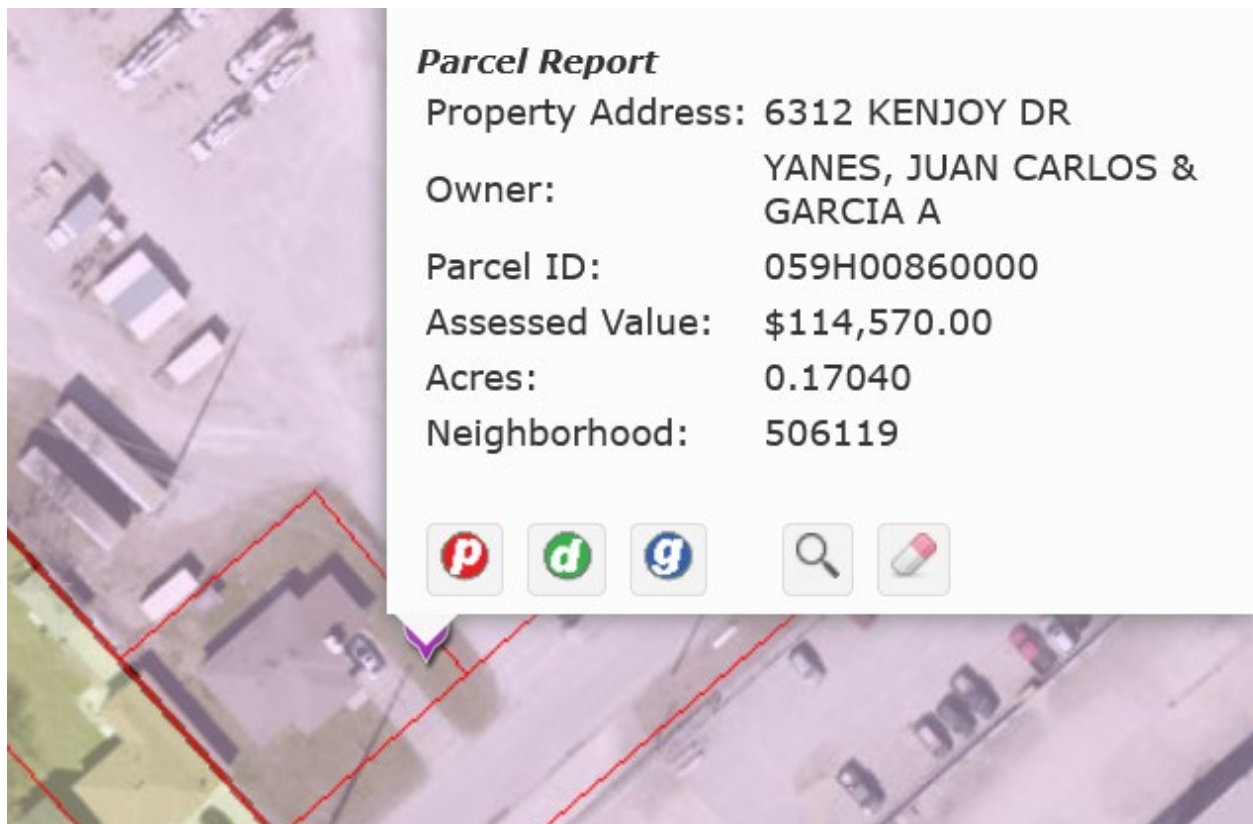 Parcel Report
Property Address: 6312 KENJOY DR
Owner: YANES, JUAN CARLOS &
GARCIA A
Parcel ID: 059H00860000
Assessed Value: $114,570.00
Acres: 0.17040
Neighborhood: 506119
p d g